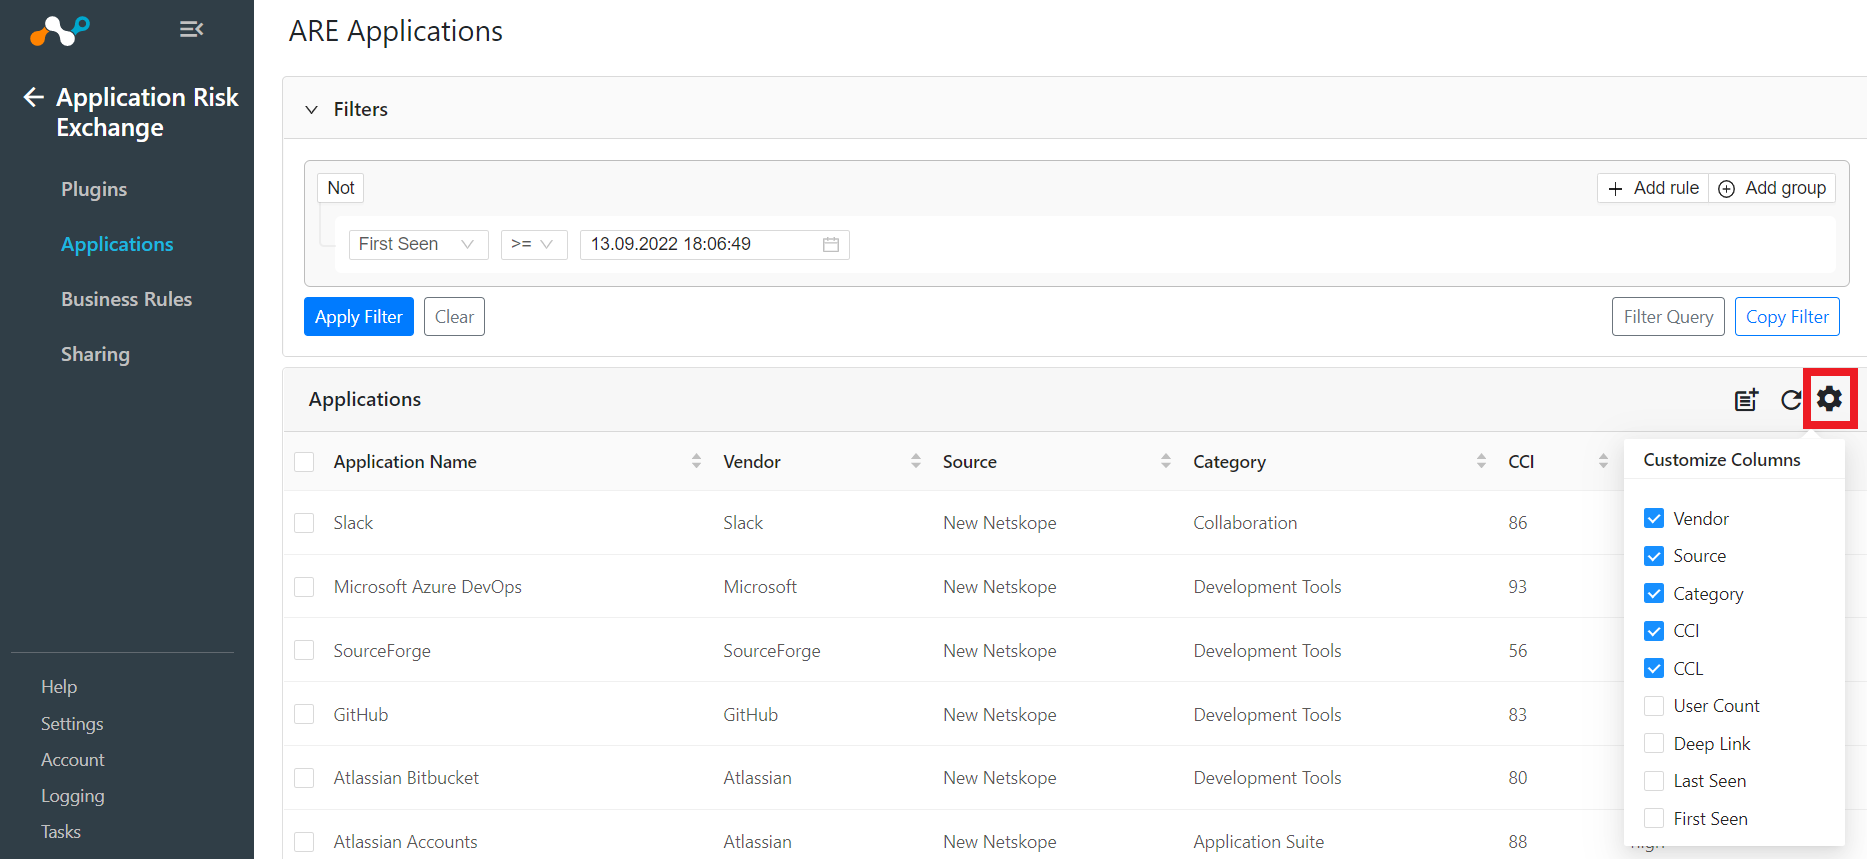 ARE Applications
Application Risk
Exchange
Plugins
Applications
Business Rules
Sharing
Help
Settings
Account
Logging
Tasks
Filters
Not
Add rule
Add group
First Seen
>=
13.09.2022 18:06:49
Apply Filter
Clear
Filter Query
Copy Filter
Applications
Application Name Vendor Source Category CCI
Slack Slack New Netskope Collaboration 86
Microsoft Azure DevOps Microsoft New Netskope Development Tools 93
SourceForge SourceForge New Netskope Development Tools 56
GitHub GitHub New Netskope Development Tools 83
Atlassian Bitbucket Atlassian New Netskope Development Tools 80
Atlassian Accounts Atlassian New Netskope Application Suite 88
Customize Columns
Vendor
Source
Category
CCI
CCL
User Count
Deep Link
Last Seen
First Seen